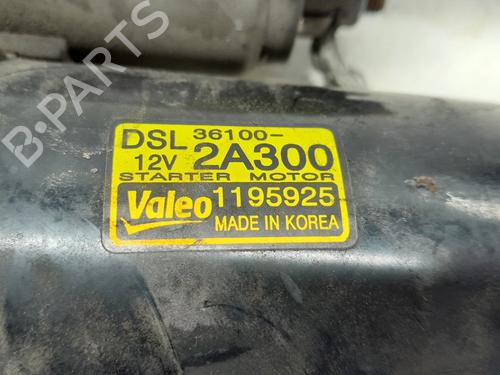 B-PARTS
DSL 36100-
12V 2A300
STARTER MOTOR
Valeo 1195925
MADE IN KOREA